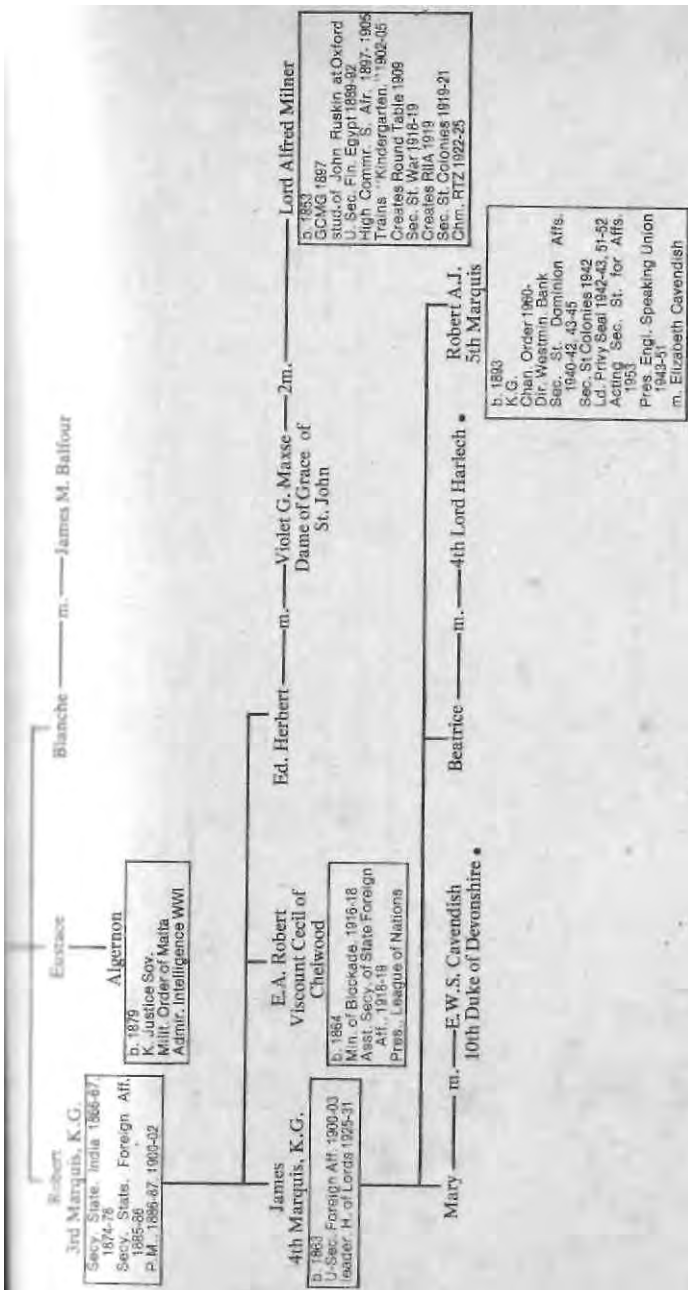 Robert
3rd Marquis, K.G.
Secy. State. India 1866-67.
1874-78
Secy. State. Foreign Aff.
1885-86
P.M., 1886-87, 1900-02
Eustace
Blanche — m. — James M. Balfour
Algernon
b. 1879
K. Justice Sov.
Milit. Order of Malta
Admir. Intelligence WWI
James
4th Marquis, K.G.
b. 1863
U-Sec. Foreign Aff. 1900-03
leader. H. of Lords 1925-31
E.A. Robert
Viscount Cecil of
Chelwood
b. 1864
Min. of Blockade, 1916-18
Asst. Secy. of State Foreign
Aff., 1918-19
Pres., League of Nations
Ed. Herbert — m. — Violet G. Maxse — 2m. — Lord Alfred Milner
Dame of Grace of
St. John
b. 1853
GCMG 1897
stud. of John Ruskin at Oxford
U. Sec. Fin. Egypt 1889-92
High Commr. S. Afr. 1897-1905
Trains "Kindergarten," 1902-05
Creates Round Table 1909
Sec. St. War 1918-19
Creates RIIA 1919
Sec. St. Colonies 1919-21
Chm., RTZ 1922-25
Mary — m. — E.W.S. Cavendish
10th Duke of Devonshire •
Beatrice — m. — 4th Lord Harlech •
Robert A.J.
5th Marquis
b. 1893
K.G.
Chan. Order 1960-
Dir. Westmin. Bank
Sec. St. Dominion Affs.
1940-42, 43-45
Sec. St Colonies 1942
Ld. Privy Seal 1942-43, 51-52
Acting Sec. St. for Affs.
1953
Pres. Engl. Speaking Union
1943-51
m. Elizabeth Cavendish